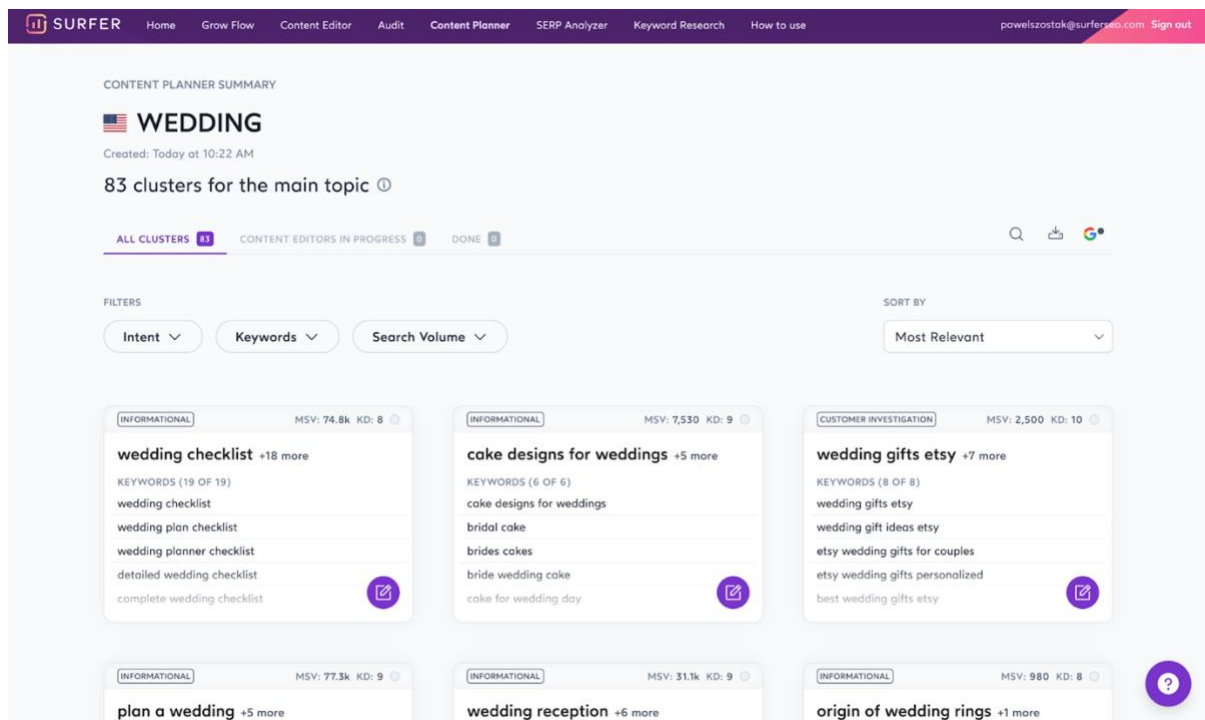 SURFER Home Grow Flow Content Editor Audit Content Planner SERP Analyzer Keyword Research How to use pawelszostak@surferseo.com Sign out
CONTENT PLANNER SUMMARY
WEDDING
Created: Today at 10:22 AM
83 clusters for the main topic
ALL CLUSTERS 83 CONTENT EDITORS IN PROGRESS 0 DONE 0
FILTERS SORT BY
Intent Keywords Search Volume Most Relevant
INFORMATIONAL MSV: 74.8k KD: 8
wedding checklist +18 more
KEYWORDS (19 OF 19)
wedding checklist
wedding plan checklist
wedding planner checklist
detailed wedding checklist
complete wedding checklist
INFORMATIONAL MSV: 7,530 KD: 9
cake designs for weddings +5 more
KEYWORDS (6 OF 6)
cake designs for weddings
bridal cake
brides cakes
bride wedding cake
cake for wedding day
CUSTOMER INVESTIGATION MSV: 2,500 KD: 10
wedding gifts etsy +7 more
KEYWORDS (8 OF 8)
wedding gifts etsy
wedding gift ideas etsy
etsy wedding gifts for couples
etsy wedding gifts personalized
best wedding gifts etsy
INFORMATIONAL MSV: 77.3k KD: 9
plan a wedding +5 more
INFORMATIONAL MSV: 31.1k KD: 9
wedding reception +6 more
INFORMATIONAL MSV: 980 KD: 8
origin of wedding rings +1 more
?